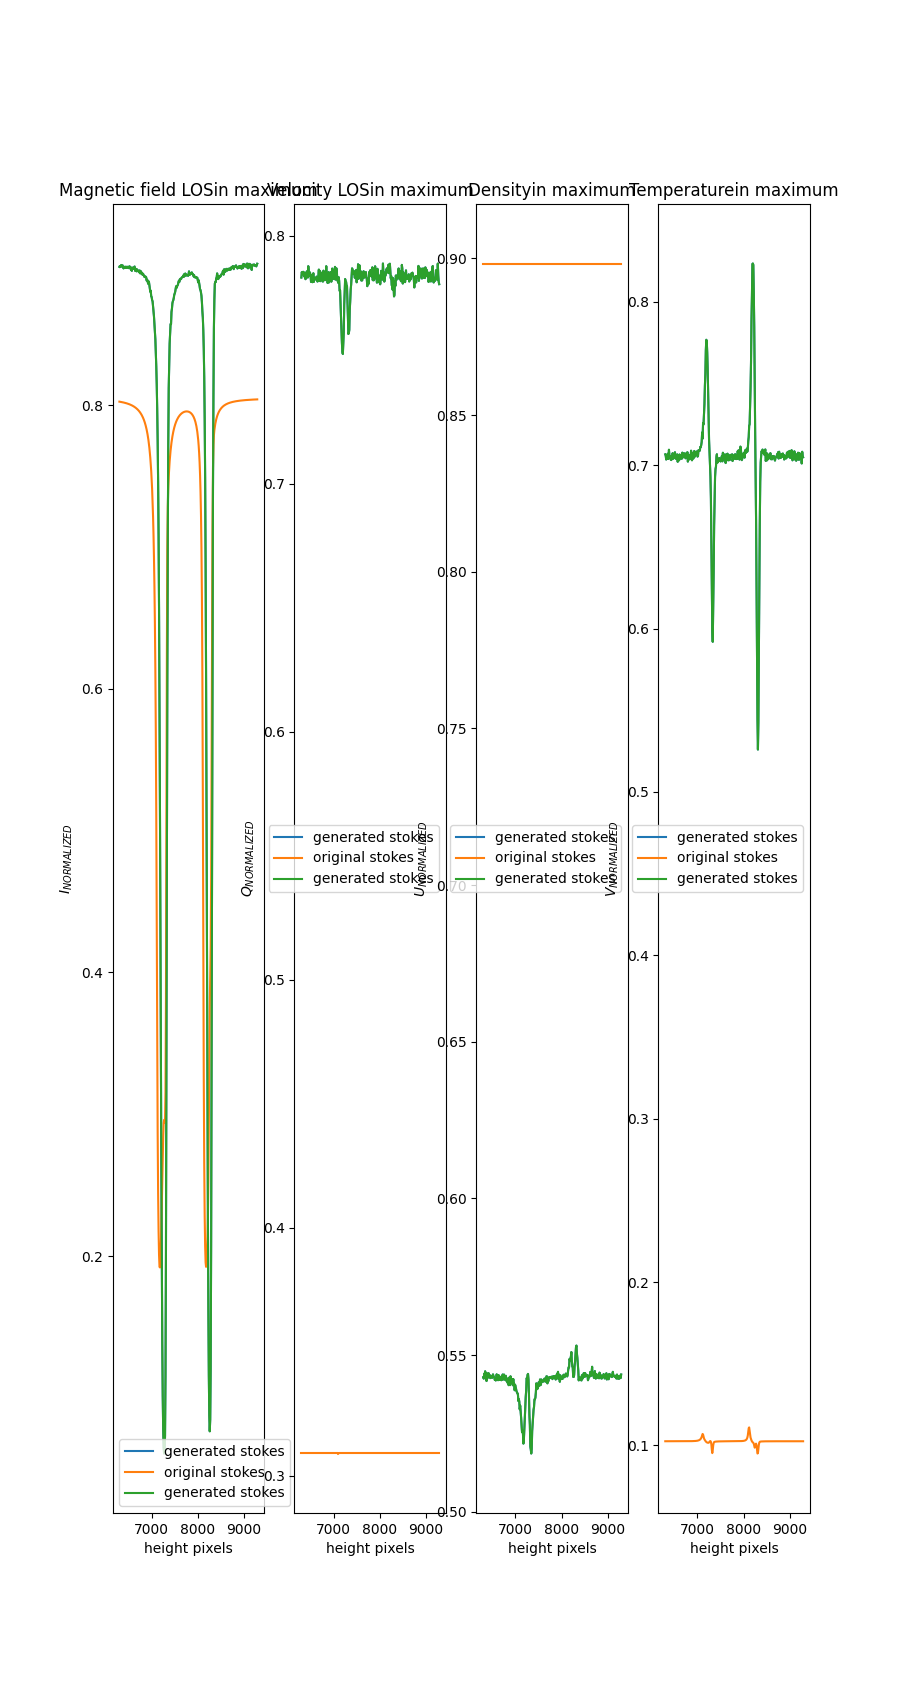 Magnetic field LOSin maximum
Velocity LOSin maximum
Densityin maximum
Temperaturein maximum
0.8
0.6
0.4
0.2
I_NORMALIZED
generated stokes
original stokes
generated stokes
7000 8000 9000
height pixels
0.8
0.7
0.6
0.5
0.4
0.3
Q_NORMALIZED
generated stokes
original stokes
generated stokes
7000 8000 9000
height pixels
0.90
0.85
0.80
0.75
0.70
0.65
0.60
0.55
0.50
U_NORMALIZED
generated stokes
original stokes
generated stokes
7000 8000 9000
height pixels
0.8
0.7
0.6
0.5
0.4
0.3
0.2
0.1
V_NORMALIZED
generated stokes
original stokes
generated stokes
7000 8000 9000
height pixels